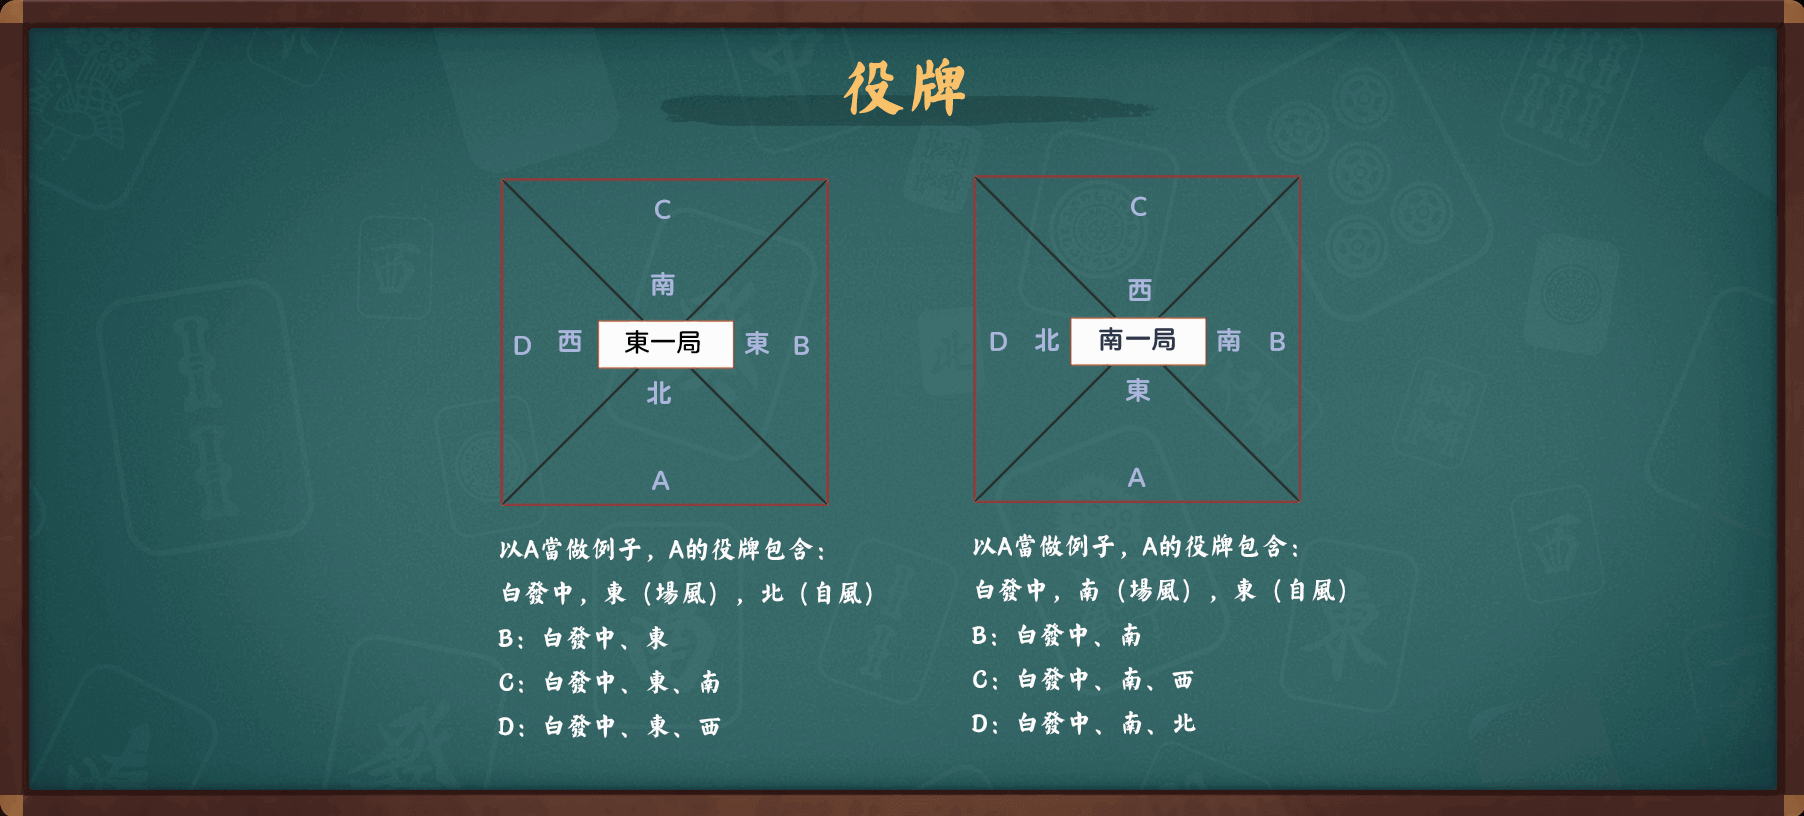 役牌
C
南
D 西 東一局 東 B
北
A
C
西
D 北 南一局 南 B
東
A
以A當做例子，A的役牌包含：
白發中，東（場風），北（自風）
B：白發中、東
C：白發中、東、南
D：白發中、東、西
以A當做例子，A的役牌包含：
白發中，南（場風），東（自風）
B：白發中、南
C：白發中、南、西
D：白發中、南、北